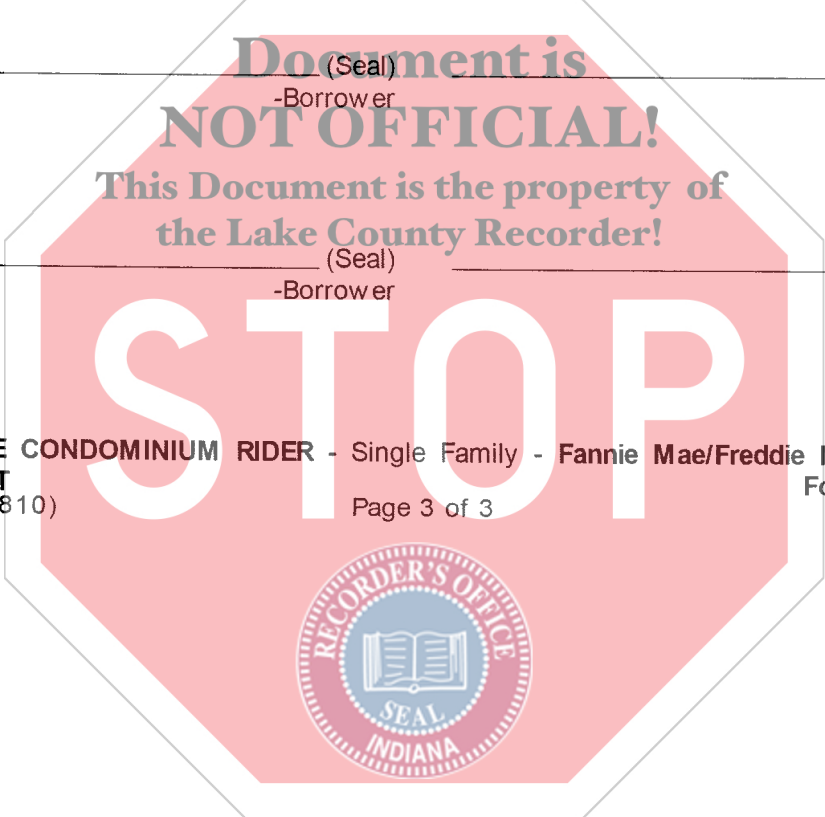 Document is
(Seal)
-Borrower
NOT OFFICIAL!
This Document is the property of
the Lake County Recorder!
(Seal)
-Borrower
STOP
E CONDOMINIUM RIDER - Single Family - Fannie Mae/Freddie
T
810) Page 3 of 3
RECORDER'S OFFICE
SEAL
INDIANA